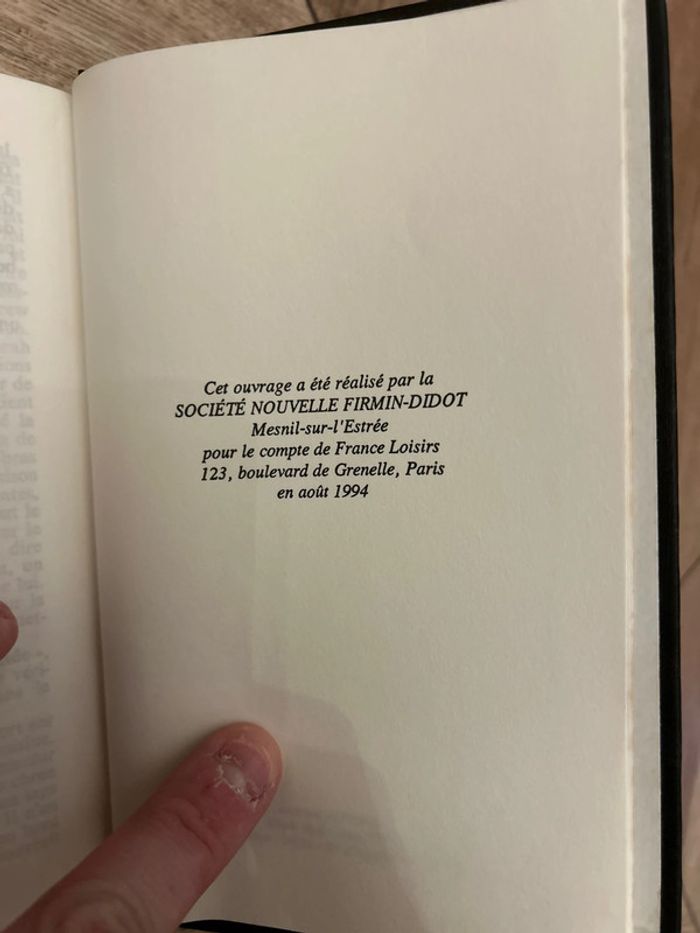 Cet ouvrage a été réalisé par la
SOCIÉTÉ NOUVELLE FIRMIN-DIDOT
Mesnil-sur-l'Estrée
pour le compte de France Loisirs
123, boulevard de Grenelle, Paris
en août 1994